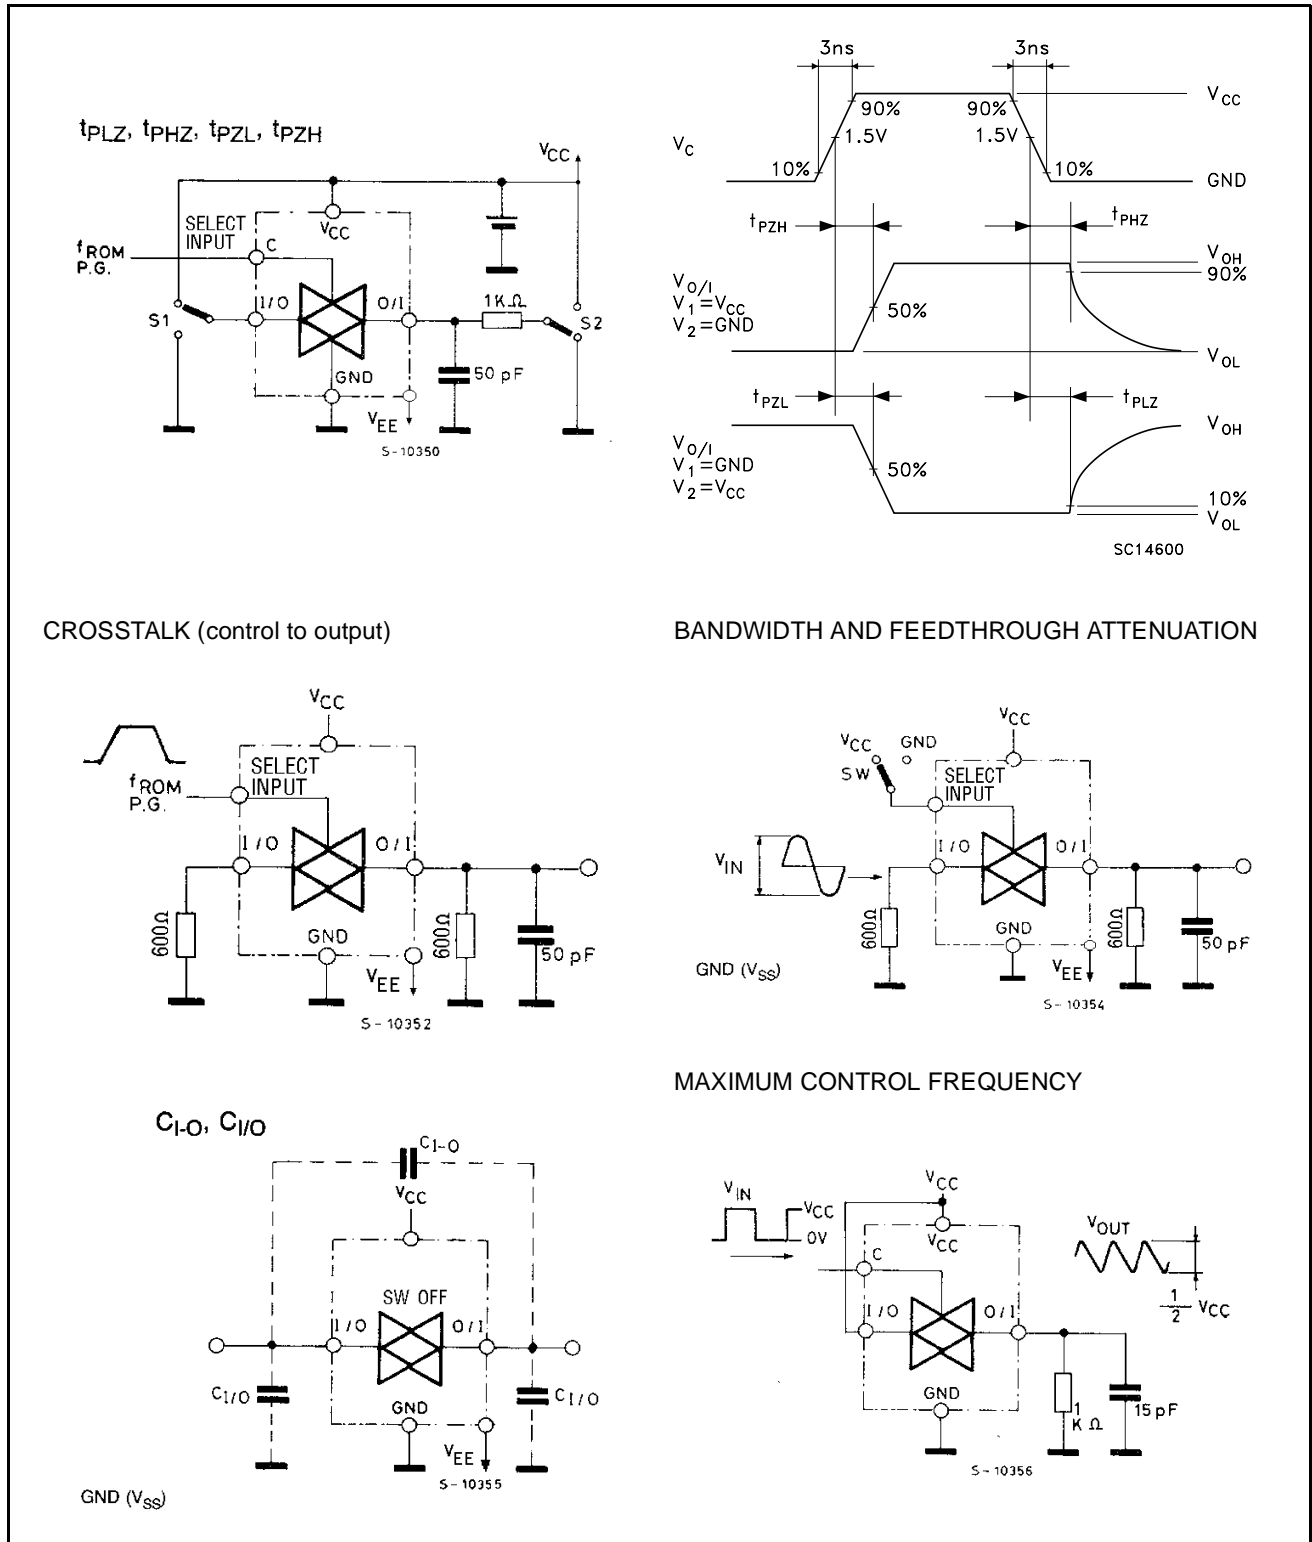 tPLZ, tPHZ, tPZL, tPZH
VCC
SELECT
INPUT
VCC
fROM
P.G.
C
I/O
O/I
1KΩ
S1
S2
GND
50 pF
VEE
S-10350
3ns
3ns
VCC
90%
90%
VC
1.5V
1.5V
10%
10%
GND
tPZH
tPHZ
VOH
90%
VO/I
V1=VCC
V2=GND
50%
VOL
tPZL
tPLZ
VOH
VO/I
V1=GND
V2=VCC
50%
10%
VOL
SC14600
CROSSTALK (control to output)
VCC
SELECT
INPUT
fROM
P.G.
I/O
O/I
600Ω
600Ω
GND
50 pF
VEE
S-10352
BANDWIDTH AND FEEDTHROUGH ATTENUATION
VCC
VCC
GND
SW
SELECT
INPUT
I/O
O/I
VIN
600Ω
600Ω
GND
50 pF
GND (VSS)
VEE
S-10354
CI-O, CI/O
CI-O
VCC
SW OFF
I/O
O/I
CI/O
CI/O
GND
VEE
S-10355
GND (VSS)
MAXIMUM CONTROL FREQUENCY
VIN
VCC
0V
VCC
VCC
VOUT
C
1/2 VCC
I/O
O/I
GND
1
KΩ
15pF
S-10356